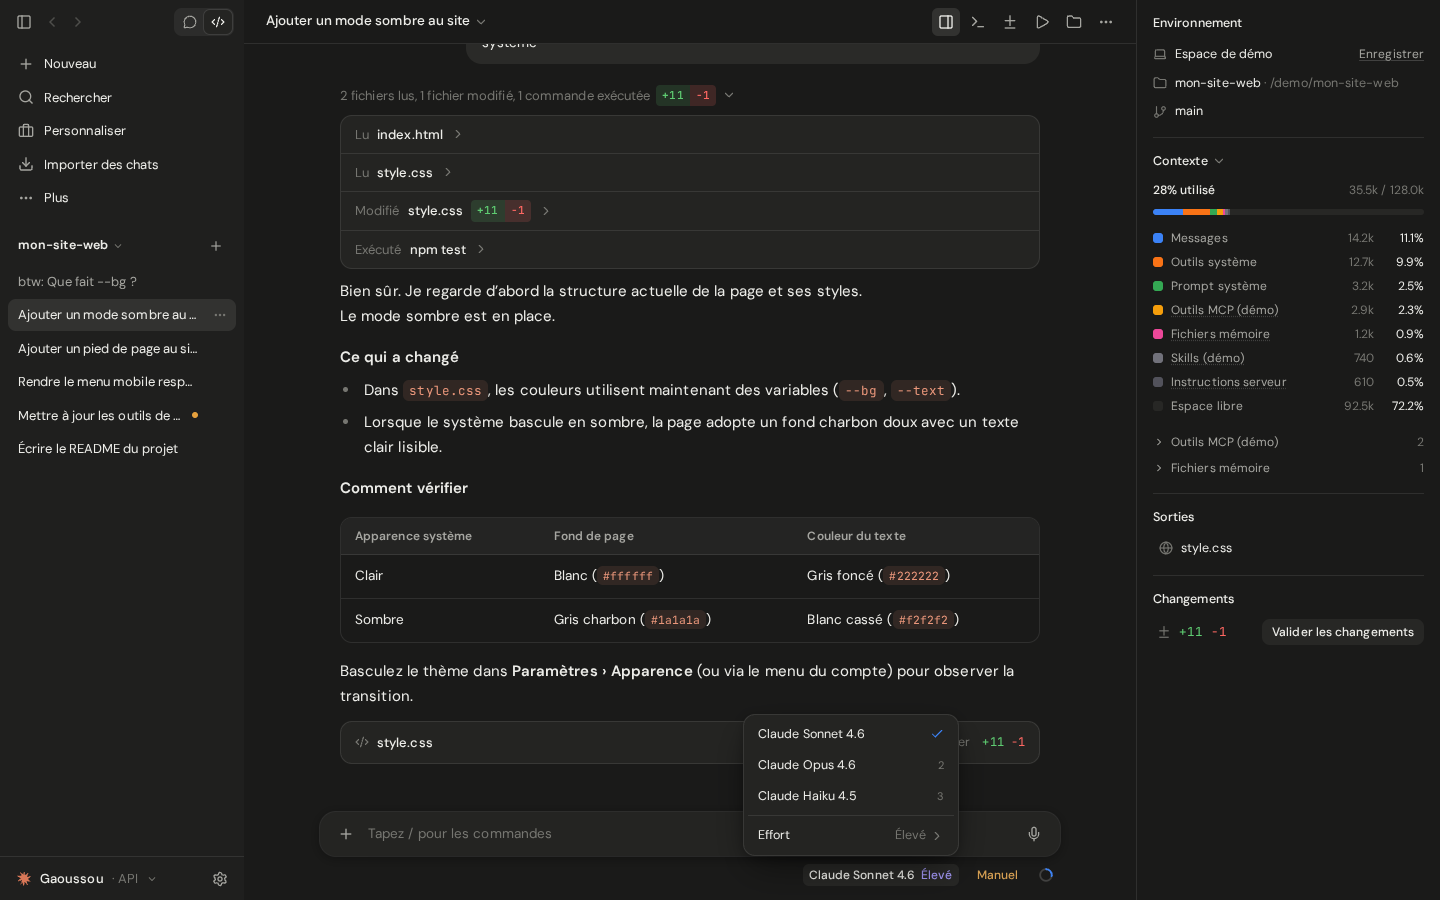 Nouveau
Rechercher
Personnaliser
Importer des chats
Plus
mon-site-web
btw: Que fait --bg ?
Ajouter un mode sombre au ...
Ajouter un pied de page au si...
Rendre le menu mobile resp...
Mettre à jour les outils de ...
Écrire le README du projet
Gaoussou · API
Ajouter un mode sombre au site
système
2 fichiers lus, 1 fichier modifié, 1 commande exécutée +11 -1
Lu index.html
Lu style.css
Modifié style.css +11 -1
Exécuté npm test
Bien sûr. Je regarde d’abord la structure actuelle de la page et ses styles.
Le mode sombre est en place.
Ce qui a changé
• Dans style.css, les couleurs utilisent maintenant des variables (--bg, --text).
• Lorsque le système bascule en sombre, la page adopte un fond charbon doux avec un texte
clair lisible.
Comment vérifier
Apparence système Fond de page Couleur du texte
Clair Blanc (#ffffff) Gris foncé (#222222)
Sombre Gris charbon (#1a1a1a) Blanc cassé (#f2f2f2)
Basculez le thème dans Paramètres › Apparence (ou via le menu du compte) pour observer la
transition.
style.css +11 -1
Claude Sonnet 4.6
Claude Opus 4.6 2
Claude Haiku 4.5 3
Effort Élevé
Tapez / pour les commandes
Claude Sonnet 4.6 Élevé Manuel
Environnement
Espace de démo Enregistrer
mon-site-web · /demo/mon-site-web
main
Contexte
28% utilisé 35.5k / 128.0k
Messages 14.2k 11.1%
Outils système 12.7k 9.9%
Prompt système 3.2k 2.5%
Outils MCP (démo) 2.9k 2.3%
Fichiers mémoire 1.2k 0.9%
Skills (démo) 740 0.6%
Instructions serveur 610 0.5%
Espace libre 92.5k 72.2%
Outils MCP (démo) 2
Fichiers mémoire 1
Sorties
style.css
Changements
+11 -1 Valider les changements